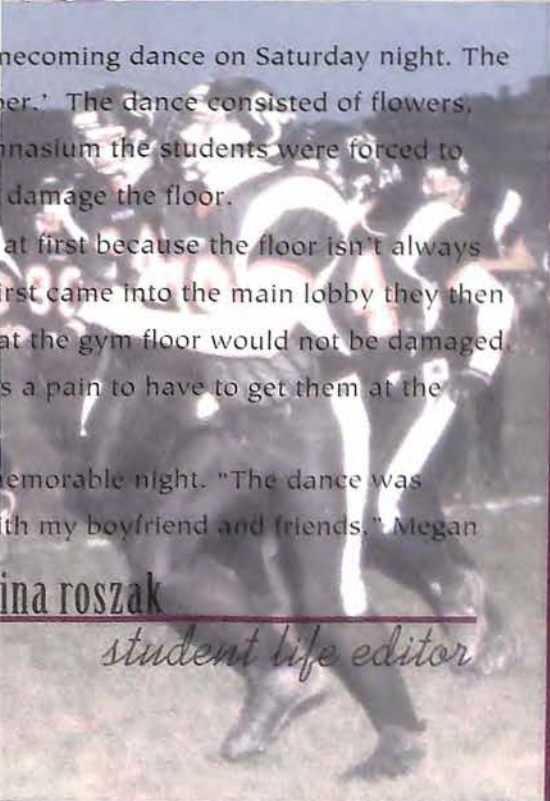 necoming dance on Saturday night. The
per.' The dance consisted of flowers,
nnasium the students were forced to
damage the floor.
at first because the floor isn't always
irst came into the main lobby they then
at the gym floor would not be damaged.
s a pain to have to get them at the
emorable night. "The dance was
ith my boyfriend and friends," Megan
ina roszak
student life editor